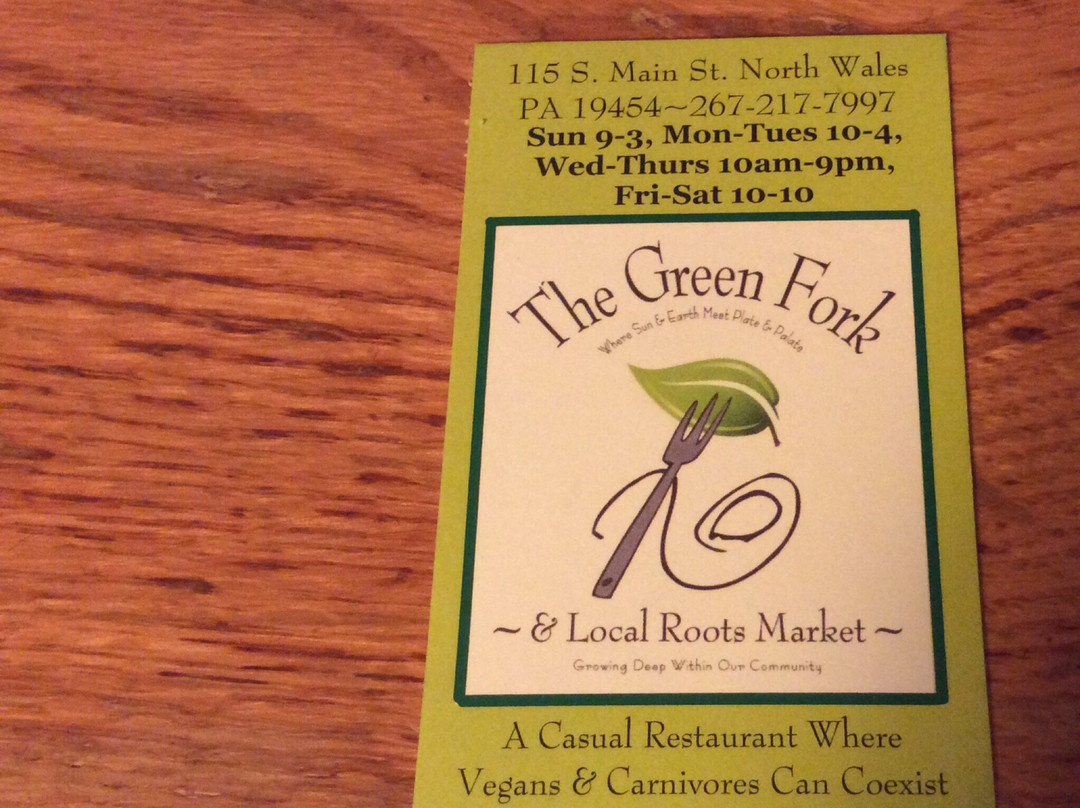 115 S. Main St. North Wales
PA 19454~267-217-7997
Sun 9-3, Mon-Tues 10-4,
Wed-Thurs 10am-9pm,
Fri-Sat 10-10
The Green Fork
Where Sun & Earth Meet Plate & Palate
~ & Local Roots Market ~
Growing Deep Within Our Community
A Casual Restaurant Where
Vegans & Carnivores Can Coexist